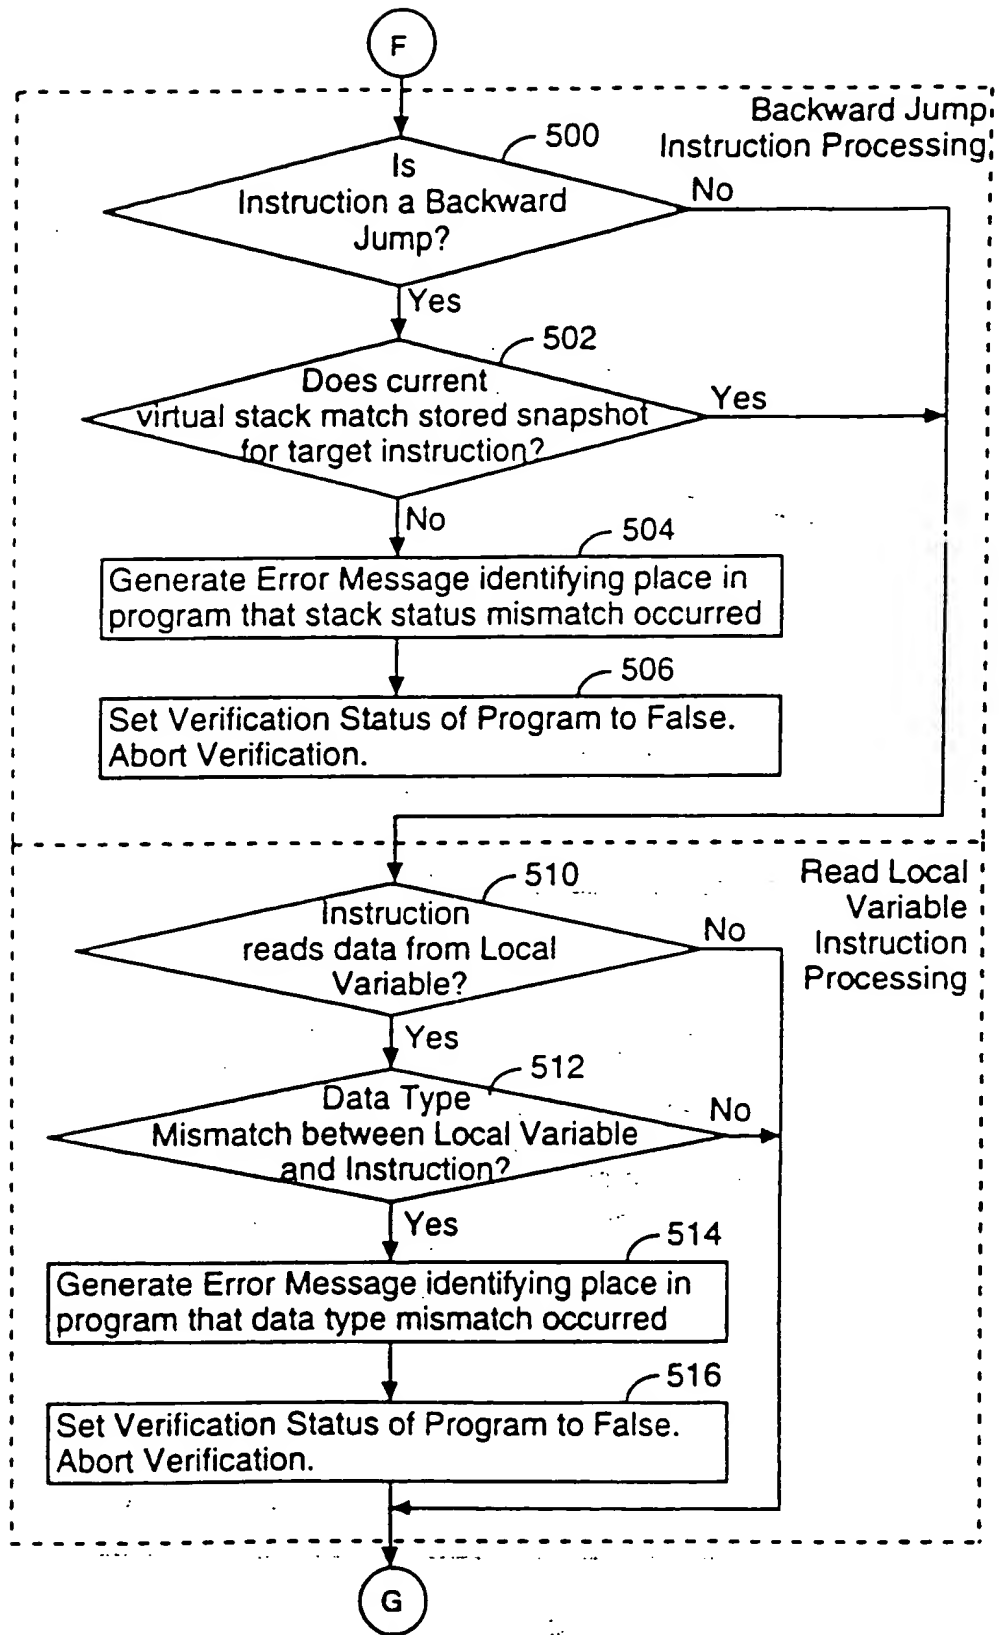 F
Backward Jump
Instruction Processing
500
Is
Instruction a Backward
Jump?
No
Yes
502
Does current
virtual stack match stored snapshot
for target instruction?
Yes
No
504
Generate Error Message identifying place in
program that stack status mismatch occurred
506
Set Verification Status of Program to False.
Abort Verification.
Read Local
Variable
Instruction
Processing
510
Instruction
reads data from Local
Variable?
No
Yes
512
Data Type
Mismatch between Local Variable
and Instruction?
No
Yes
514
Generate Error Message identifying place in
program that data type mismatch occurred
516
Set Verification Status of Program to False.
Abort Verification.
G